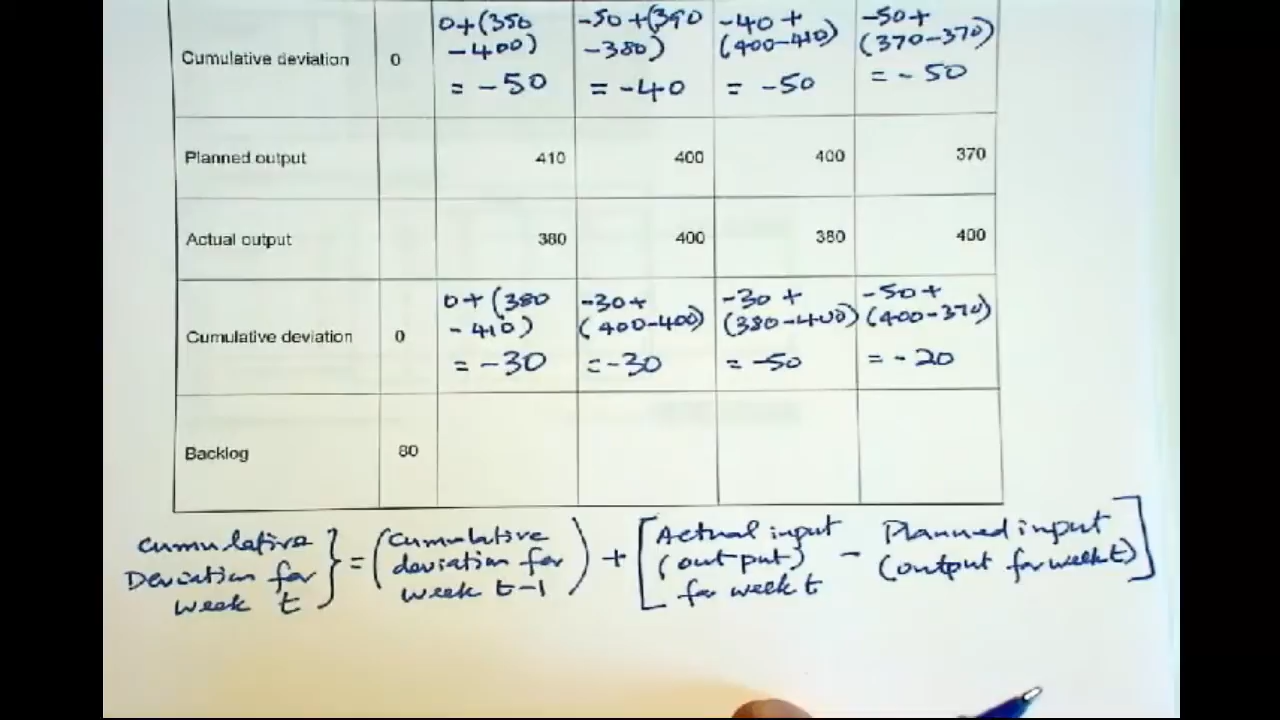 Cumulative deviation 0 0+(350 -50+(390 -40+ -50+
-400) -380) (400-410) (370-370)
= -50 = -40 = -50 = -50
Planned output 410 400 400 370
Actual output 380 400 380 400
Cumulative deviation 0 0+(380 -30+ -30+ -50+
-410) (400-400) (380-400) (400-370)
= -30 = -30 = -50 = -20
Backlog 80
Cumulative Deviation for week t } = (Cumulative deviation for week t-1) + [Actual input (output) for week t - Planned input (output for week t)]